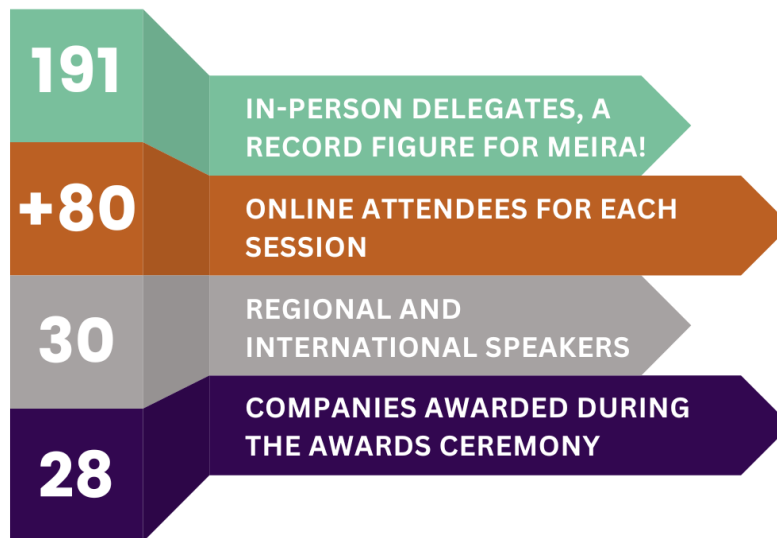 191
IN-PERSON DELEGATES, A
RECORD FIGURE FOR MEIRA!
+80
ONLINE ATTENDEES FOR EACH
SESSION
30
REGIONAL AND
INTERNATIONAL SPEAKERS
28
COMPANIES AWARDED DURING
THE AWARDS CEREMONY